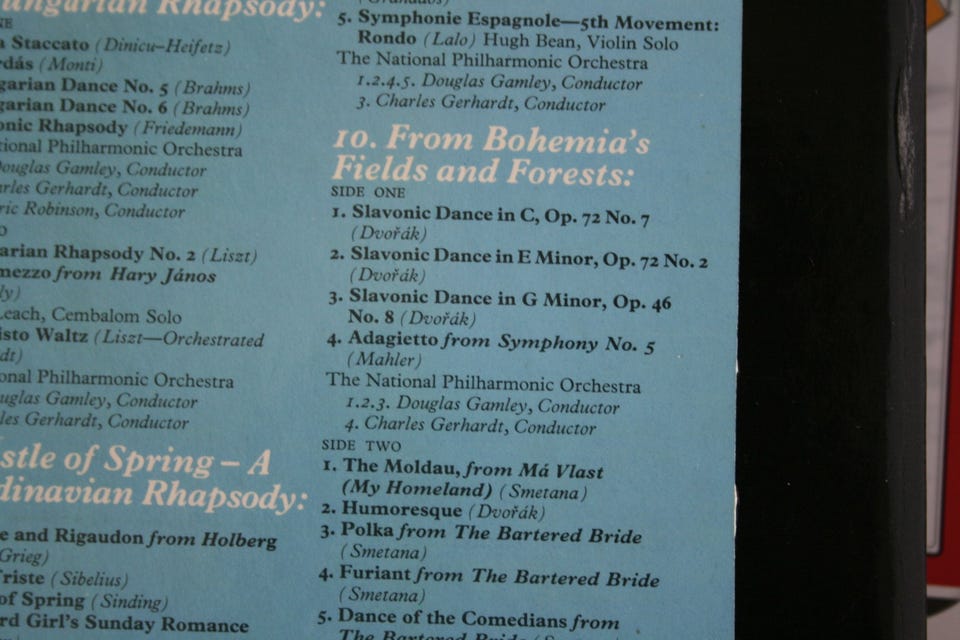 ungarian Rhapsody:
a Staccato (Dinicu–Heifetz)
rdás (Monti)
garian Dance No. 5 (Brahms)
garian Dance No. 6 (Brahms)
onic Rhapsody (Friedemann)
tional Philharmonic Orchestra
Douglas Gamley, Conductor
arles Gerhardt, Conductor
ric Robinson, Conductor
O
arian Rhapsody No. 2 (Liszt)
mezzo from Hary János
ly)
Leach, Cembalom Solo
isto Waltz (Liszt—Orchestrated
dt)
onal Philharmonic Orchestra
uglas Gamley, Conductor
les Gerhardt, Conductor
stle of Spring – A
dinavian Rhapsody:
e and Rigaudon from Holberg
Grieg)
Triste (Sibelius)
of Spring (Sinding)
rd Girl's Sunday Romance
(Granados)
5. Symphonie Espagnole—5th Movement:
Rondo (Lalo) Hugh Bean, Violin Solo
The National Philharmonic Orchestra
1.2.4.5. Douglas Gamley, Conductor
3. Charles Gerhardt, Conductor
10. From Bohemia's
Fields and Forests:
SIDE ONE
1. Slavonic Dance in C, Op. 72 No. 7
(Dvořák)
2. Slavonic Dance in E Minor, Op. 72 No. 2
(Dvořák)
3. Slavonic Dance in G Minor, Op. 46
No. 8 (Dvořák)
4. Adagietto from Symphony No. 5
(Mahler)
The National Philharmonic Orchestra
1.2.3. Douglas Gamley, Conductor
4. Charles Gerhardt, Conductor
SIDE TWO
1. The Moldau, from Má Vlast
(My Homeland) (Smetana)
2. Humoresque (Dvořák)
3. Polka from The Bartered Bride
(Smetana)
4. Furiant from The Bartered Bride
(Smetana)
5. Dance of the Comedians from
The Bartered Bride